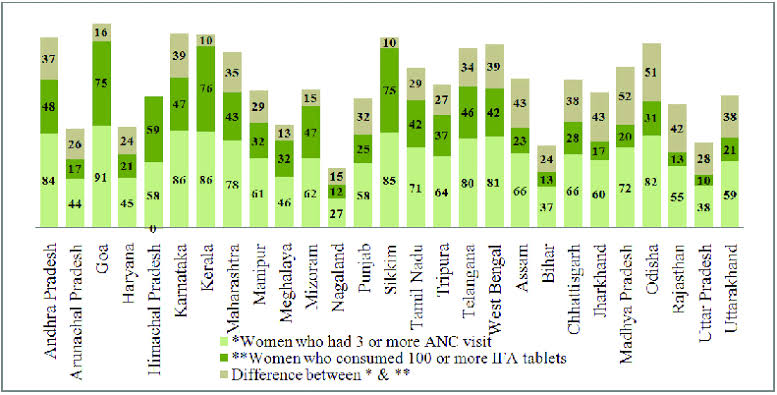 37 26 16 24 39 10 35 29 13 15 15 32 10 29 27 34 39 43 24 38 43 52 51 42 28 38
48 17 75 21 59 47 76 43 32 32 47 12 25 75 42 37 46 42 23 13 28 17 20 31 13 10 21
84 44 91 45 58 86 86 78 61 46 62 27 58 85 71 64 80 81 66 37 66 60 72 82 55 38 59
0
Andhra Pradesh
Arunachal Pradesh
Goa
Haryana
Himachal Pradesh
Karnataka
Kerala
Maharashtra
Manipur
Meghalaya
Mizoram
Nagaland
Punjab
Sikkim
Tamil Nadu
Tripura
Telangana
West Bengal
Assam
Bihar
Chhattisgarh
Jharkhand
Madhya Pradesh
Odisha
Rajasthan
Uttar Pradesh
Uttarakhand
*Women who had 3 or more ANC visit
**Women who consumed 100 or more IFA tablets
Difference between * & **